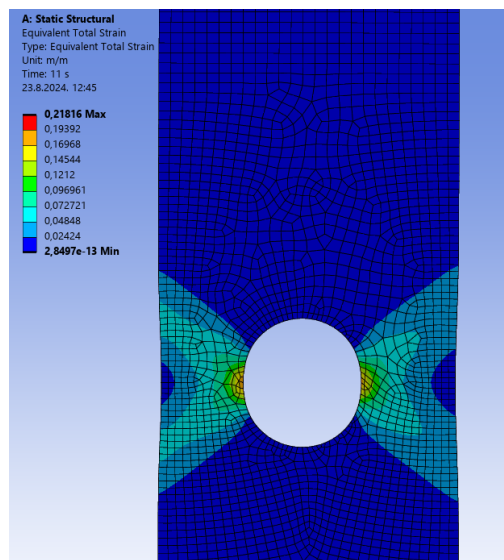 A: Static Structural
Equivalent Total Strain
Type: Equivalent Total Strain
Unit: m/m
Time: 11 s
23.8.2024. 12:45
0,21816 Max
0,19392
0,16968
0,14544
0,1212
0,096961
0,072721
0,04848
0,02424
2,8497e-13 Min